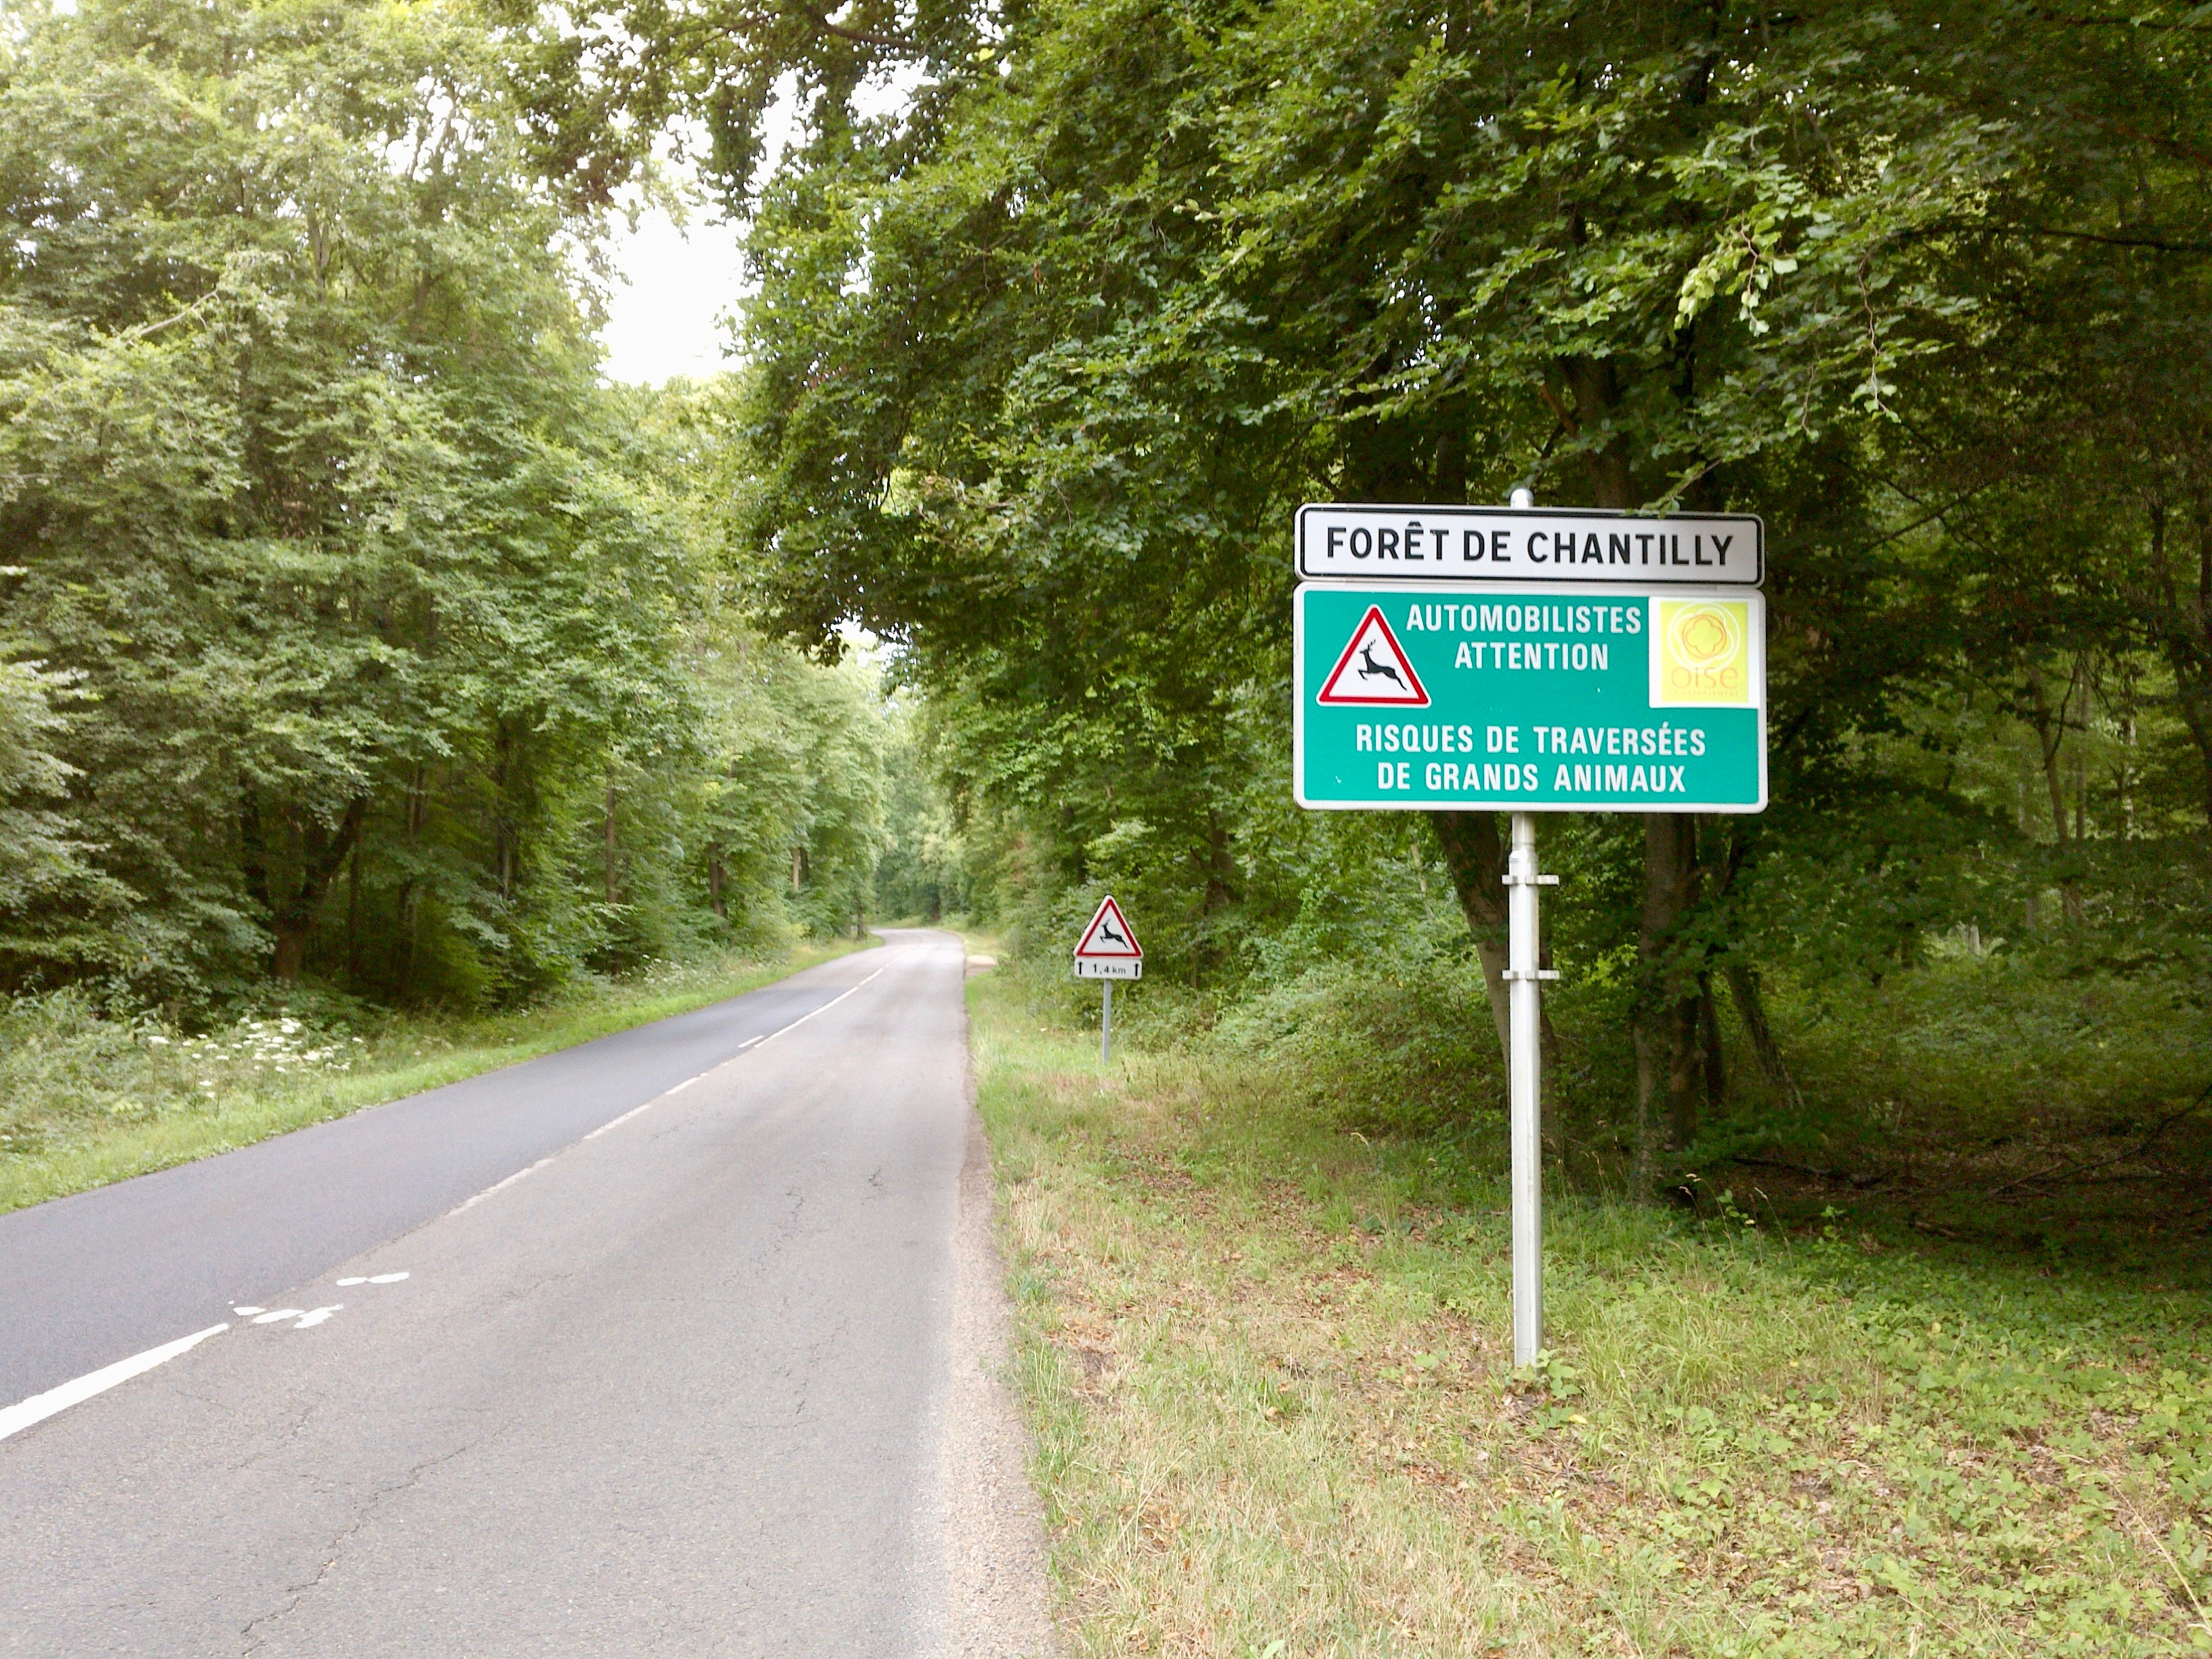 FORÊT DE CHANTILLY
AUTOMOBILISTES
ATTENTION
oise
RISQUES DE TRAVERSÉES
DE GRANDS ANIMAUX
1,4 km